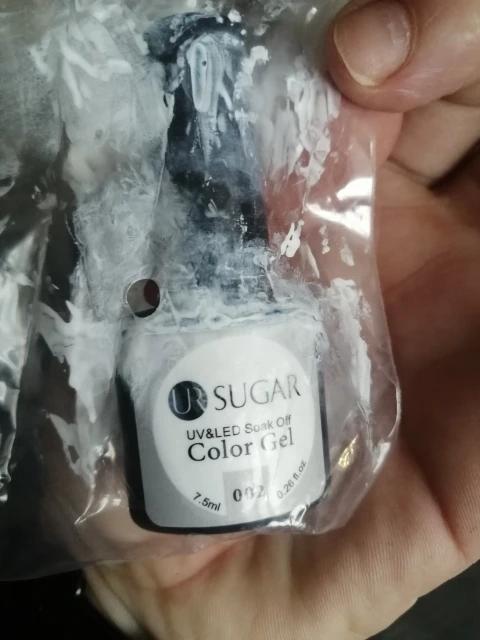 UR SUGAR
UV&LED Soak Off
Color Gel
002
7.5ml 0.26 fl.oz